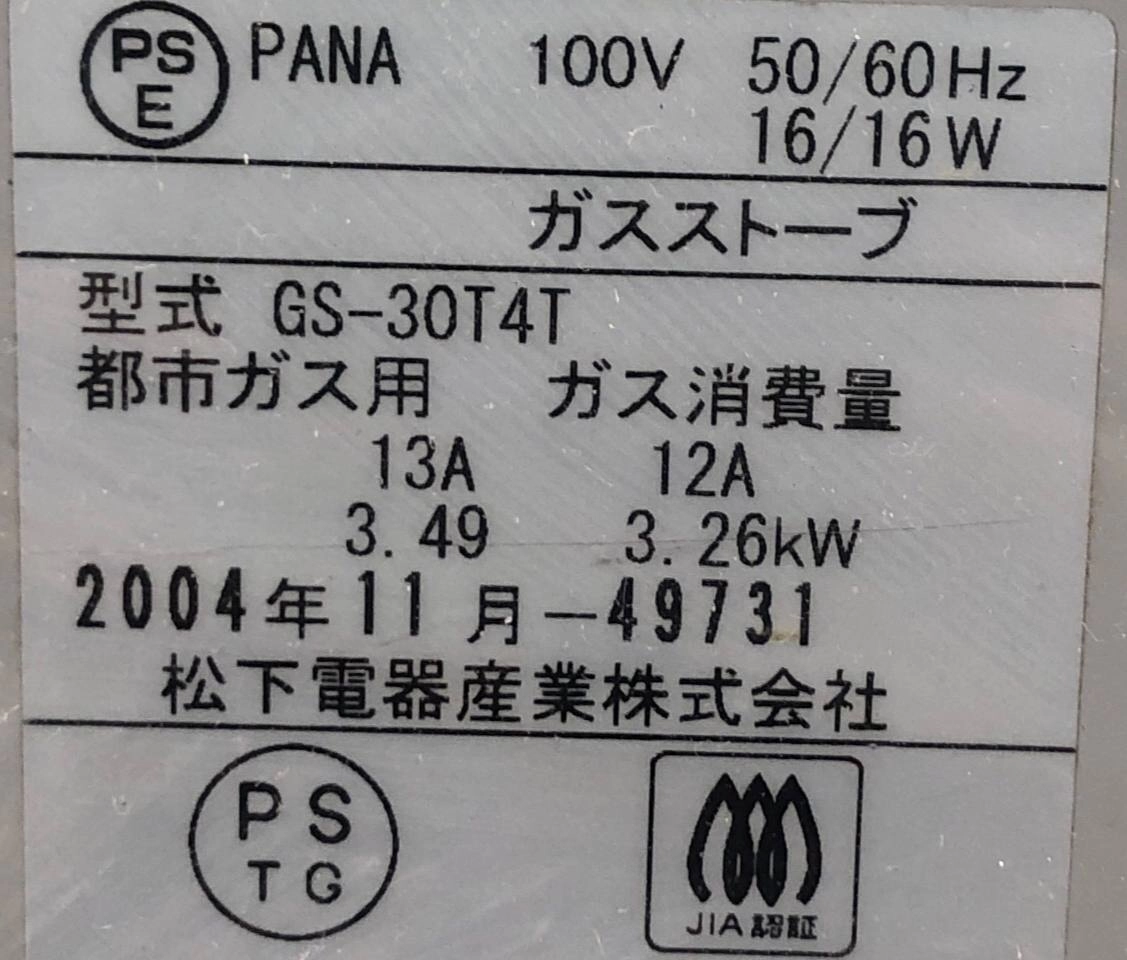 PS
E
PANA 100V 50/60Hz
16/16W
ガスストーブ
型式 GS-30T4T
都市ガス用 ガス消費量
13A 12A
3.49 3.26kW
2004年11月-49731
松下電器産業株式会社
PS
TG
JIA認証